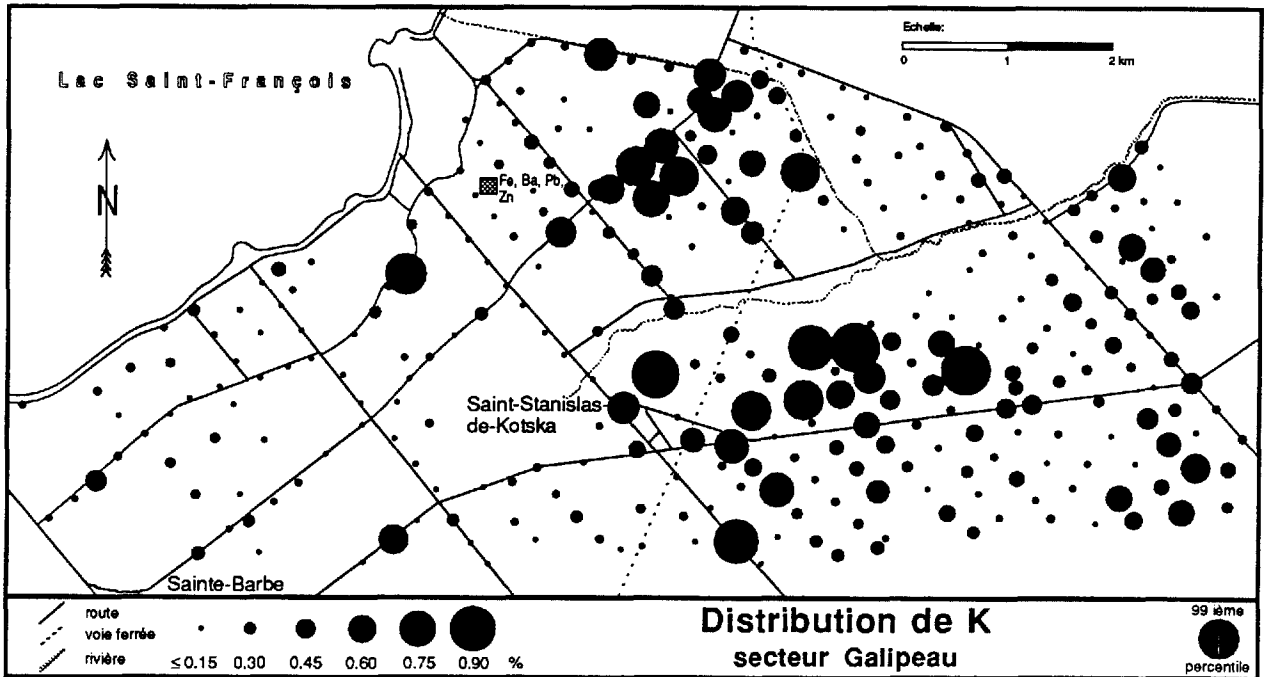 Echelle:
0 1 2 km
Lac Saint-François
N
Fe, Ba, Pb,
Zn
Saint-Stanislas-
de-Kotska
Sainte-Barbe
route
voie ferrée
rivière
≤ 0.15 0.30 0.45 0.60 0.75 0.90 %
Distribution de K
secteur Galipeau
99 ième
percentile